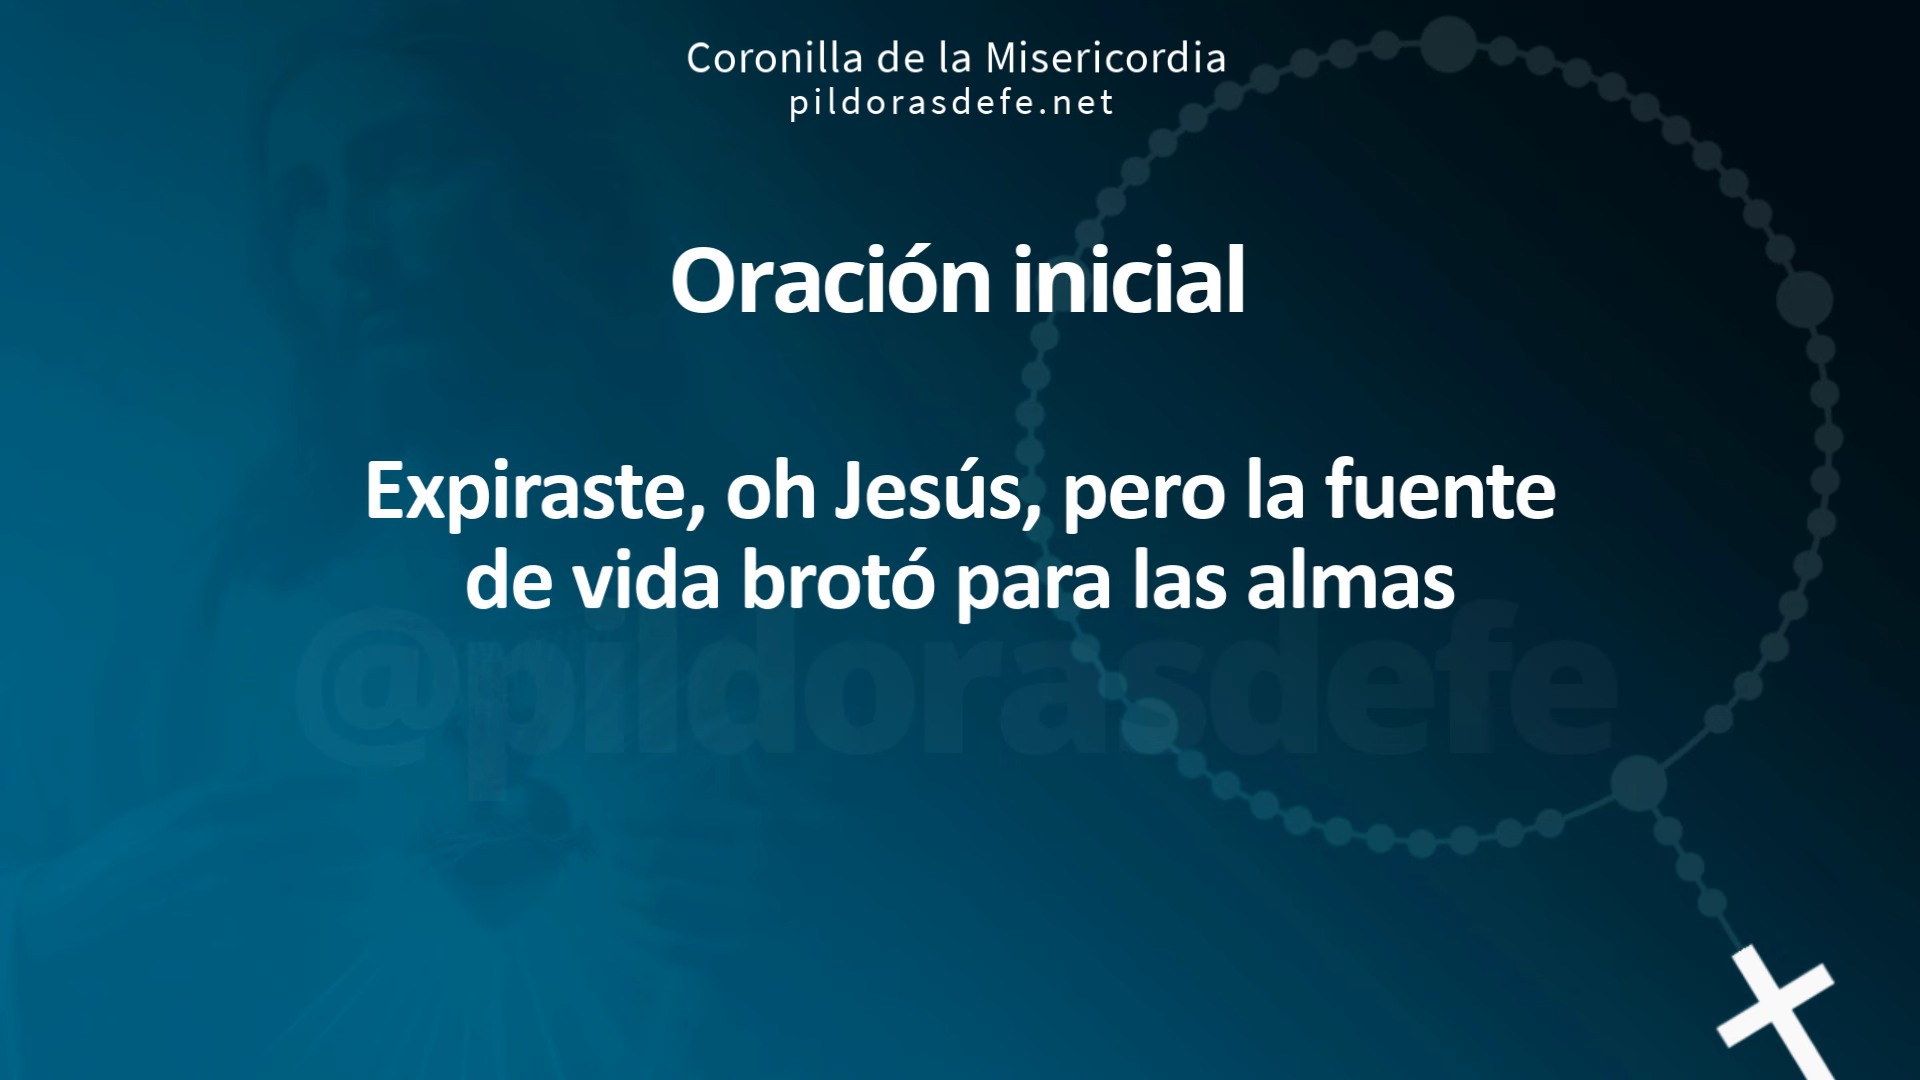 Coronilla de la Misericordia
pildorasdefe.net
Oración inicial
Expiraste, oh Jesús, pero la fuente
de vida brotó para las almas
@pildorasdefe